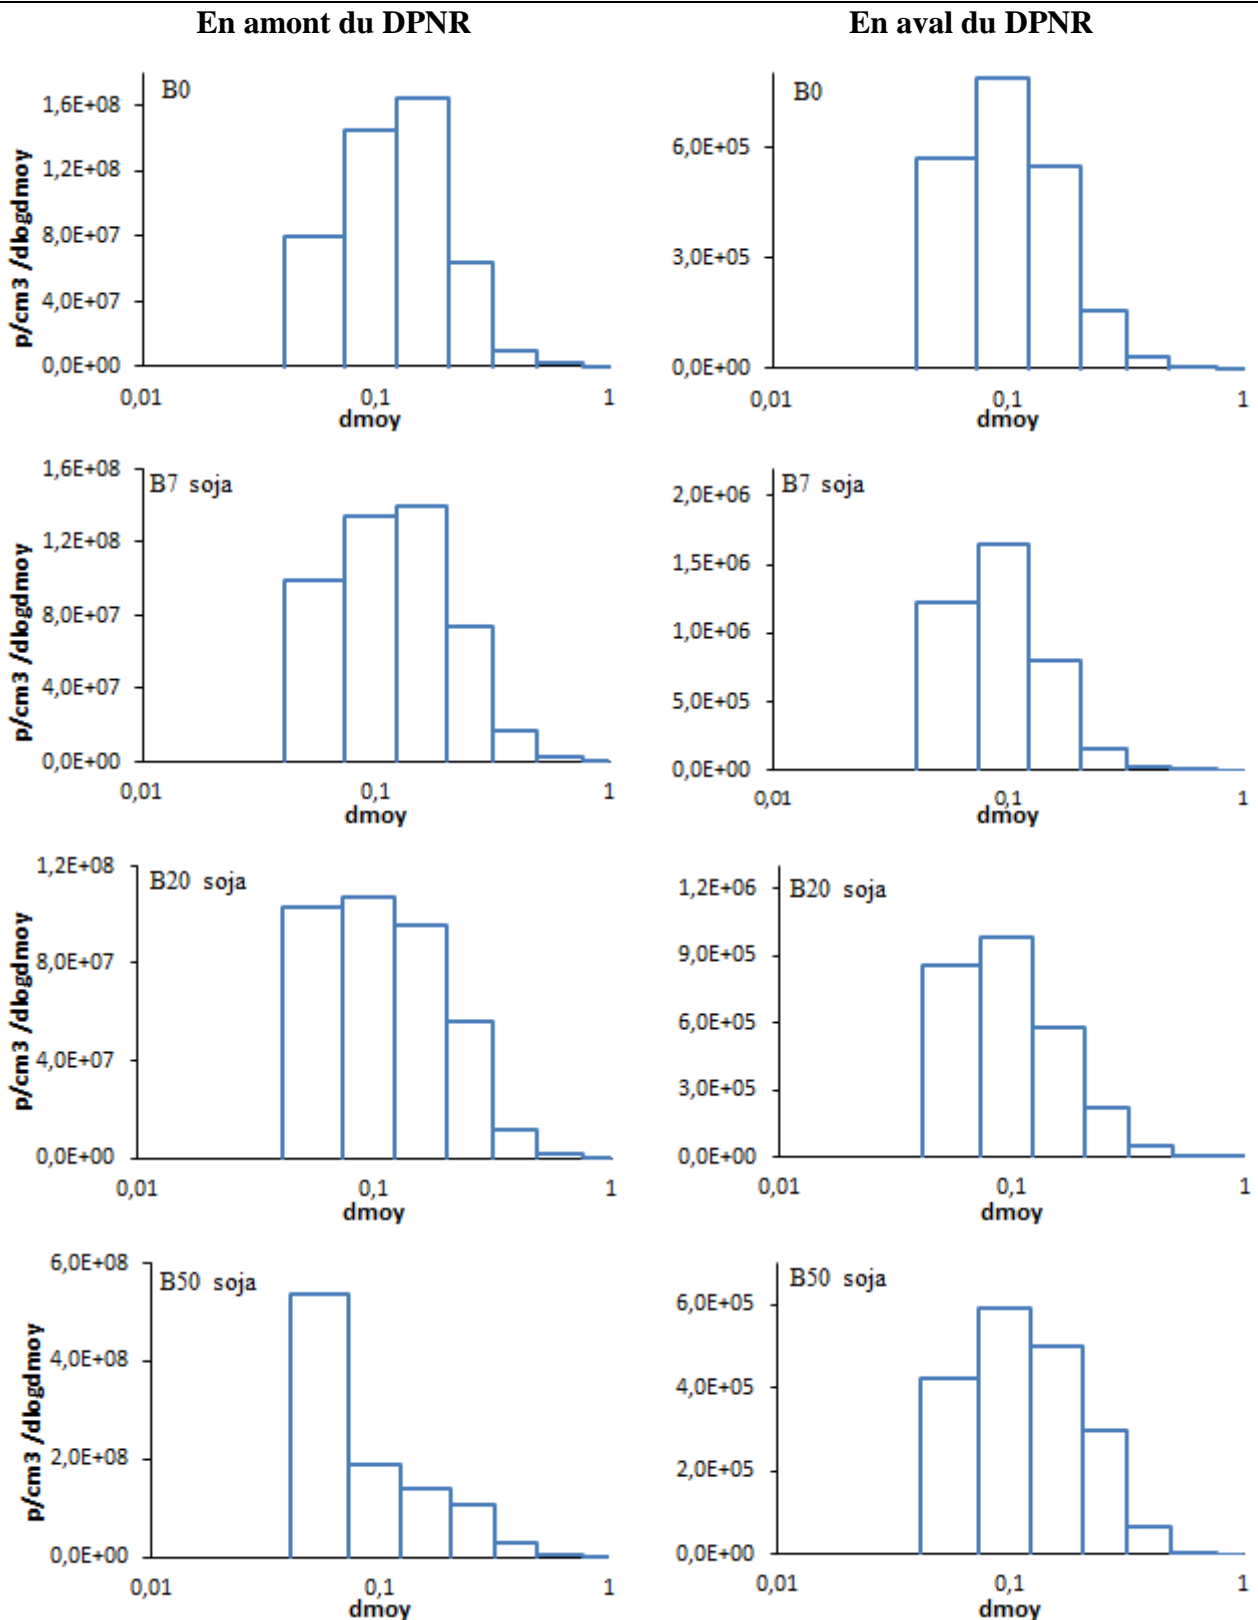 En amont du DPNR
En aval du DPNR
B0
p/cm3 /dlogdmoy
1,6E+08
1,2E+08
8,0E+07
4,0E+07
0,0E+00
0,01
0,1
1
dmoy
B0
6,0E+05
3,0E+05
0,0E+00
0,01
0,1
1
dmoy
B7 soja
p/cm3 /dlogdmoy
1,6E+08
1,2E+08
8,0E+07
4,0E+07
0,0E+00
0,01
0,1
1
dmoy
B7 soja
2,0E+06
1,5E+06
1,0E+06
5,0E+05
0,0E+00
0,01
0,1
1
dmoy
B20 soja
p/cm3 /dlogdmoy
1,2E+08
8,0E+07
4,0E+07
0,0E+00
0,01
0,1
1
dmoy
B20 soja
1,2E+06
9,0E+05
6,0E+05
3,0E+05
0,0E+00
0,01
0,1
1
dmoy
B50 soja
p/cm3 /dlogdmoy
6,0E+08
4,0E+08
2,0E+08
0,0E+00
0,01
0,1
1
dmoy
B50 soja
6,0E+05
4,0E+05
2,0E+05
0,0E+00
0,01
0,1
1
dmoy